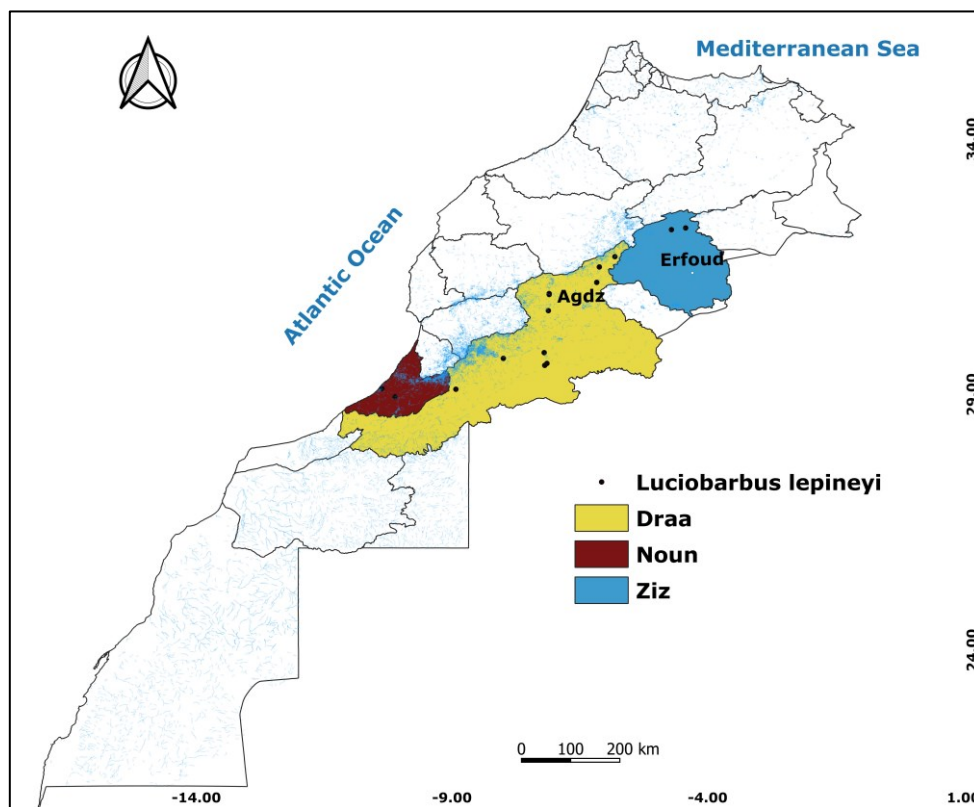 Mediterranean Sea
34.00
Atlantic Ocean
Erfoud
Agdz
29.00
Luciobarbus lepineyi
Draa
Noun
Ziz
24.00
0 100 200 km
-14.00 -9.00 -4.00 1.00